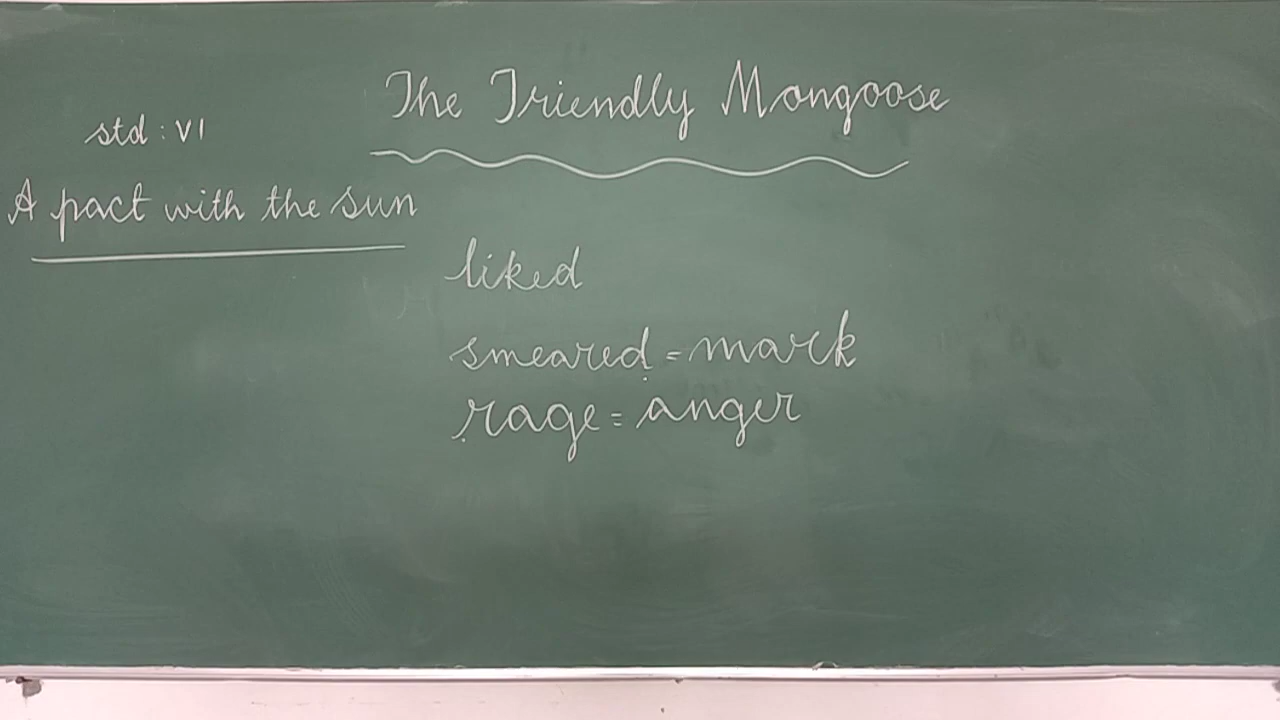 The Friendly Mongoose
std : VI
A pact with the sun
liked
smeared = mark
rage = anger